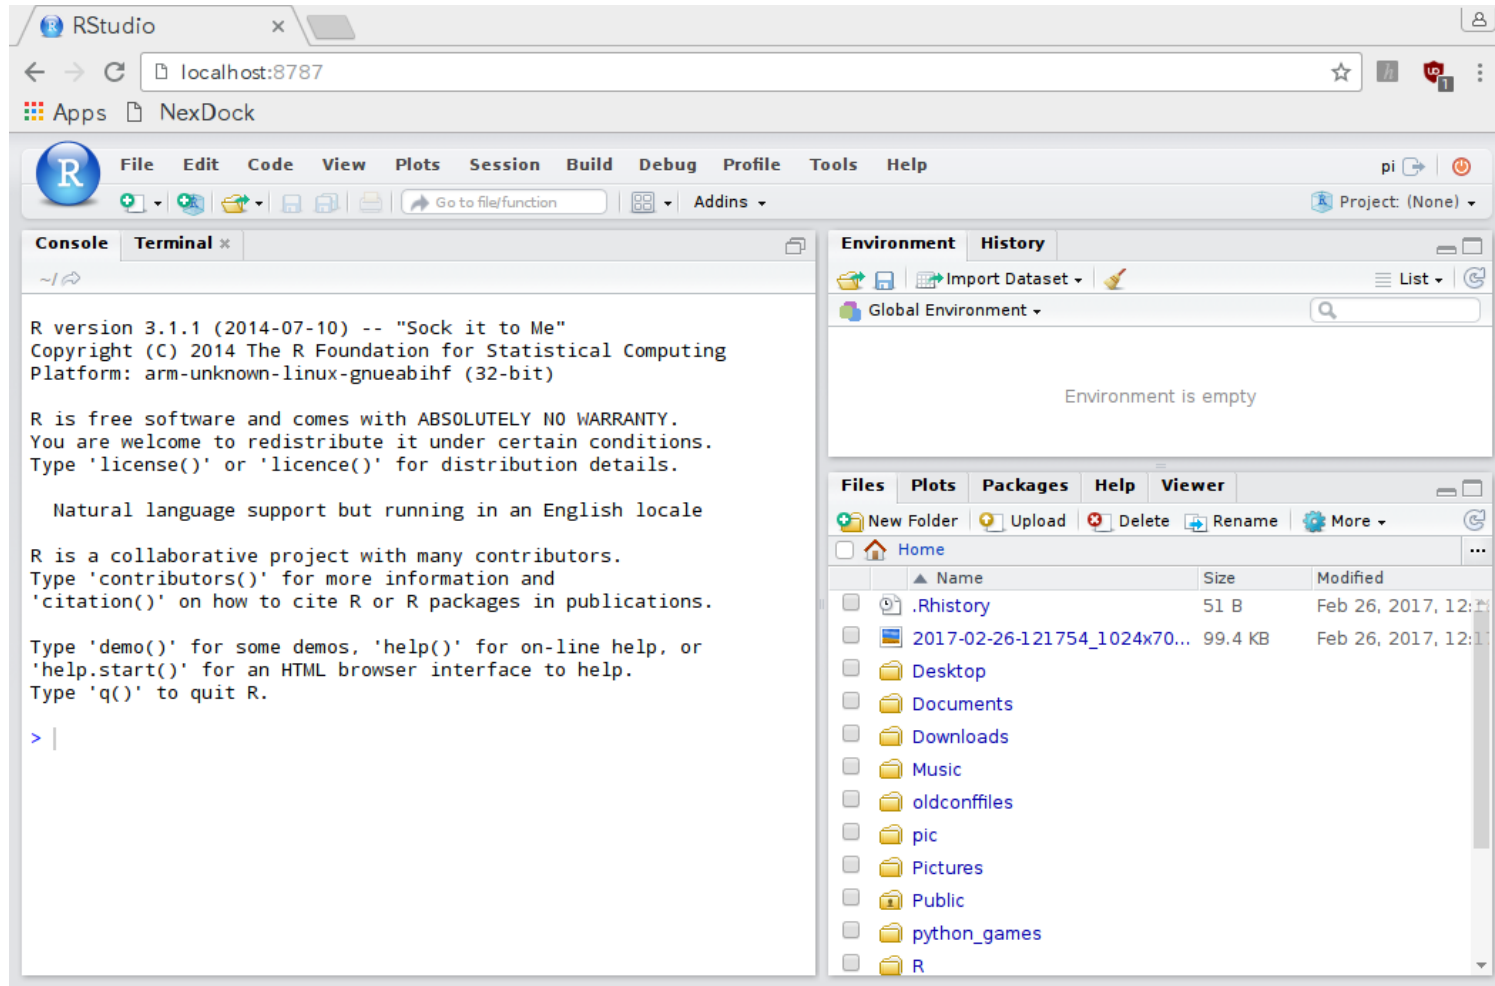 RStudio
localhost:8787
Apps NexDock
R File Edit Code View Plots Session Build Debug Profile Tools Help pi
Go to file/function Addins Project: (None)
Console Terminal
~/
R version 3.1.1 (2014-07-10) -- "Sock it to Me"
Copyright (C) 2014 The R Foundation for Statistical Computing
Platform: arm-unknown-linux-gnueabihf (32-bit)
R is free software and comes with ABSOLUTELY NO WARRANTY.
You are welcome to redistribute it under certain conditions.
Type 'license()' or 'licence()' for distribution details.
Natural language support but running in an English locale
R is a collaborative project with many contributors.
Type 'contributors()' for more information and
'citation()' on how to cite R or R packages in publications.
Type 'demo()' for some demos, 'help()' for on-line help, or
'help.start()' for an HTML browser interface to help.
Type 'q()' to quit R.
>
Environment History
Import Dataset List
Global Environment
Environment is empty
Files Plots Packages Help Viewer
New Folder Upload Delete Rename More
Home ...
Name Size Modified
.Rhistory 51 B Feb 26, 2017, 12:
2017-02-26-121754_1024x70... 99.4 KB Feb 26, 2017, 12:1
Desktop
Documents
Downloads
Music
oldconffiles
pic
Pictures
Public
python_games
R